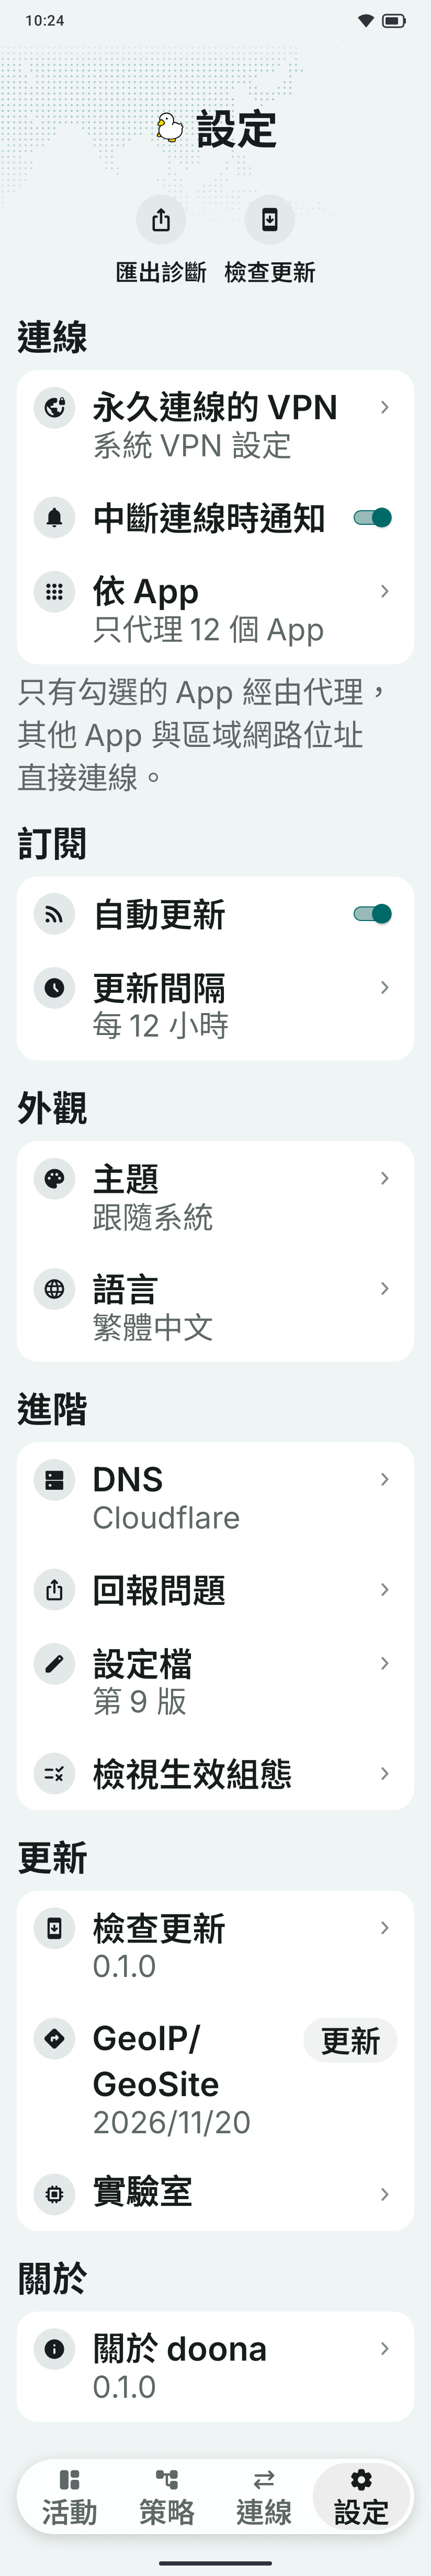 10:24
設定
匯出診斷
檢查更新
連線
永久連線的 VPN
系統 VPN 設定
中斷連線時通知
依 App
只代理 12 個 App
只有勾選的 App 經由代理，
其他 App 與區域網路位址
直接連線。
訂閱
自動更新
更新間隔
每 12 小時
外觀
主題
跟隨系統
語言
繁體中文
進階
DNS
Cloudflare
回報問題
設定檔
第 9 版
檢視生效組態
更新
檢查更新
0.1.0
GeoIP/
GeoSite
更新
2026/11/20
實驗室
關於
關於 doona
0.1.0
活動
策略
連線
設定